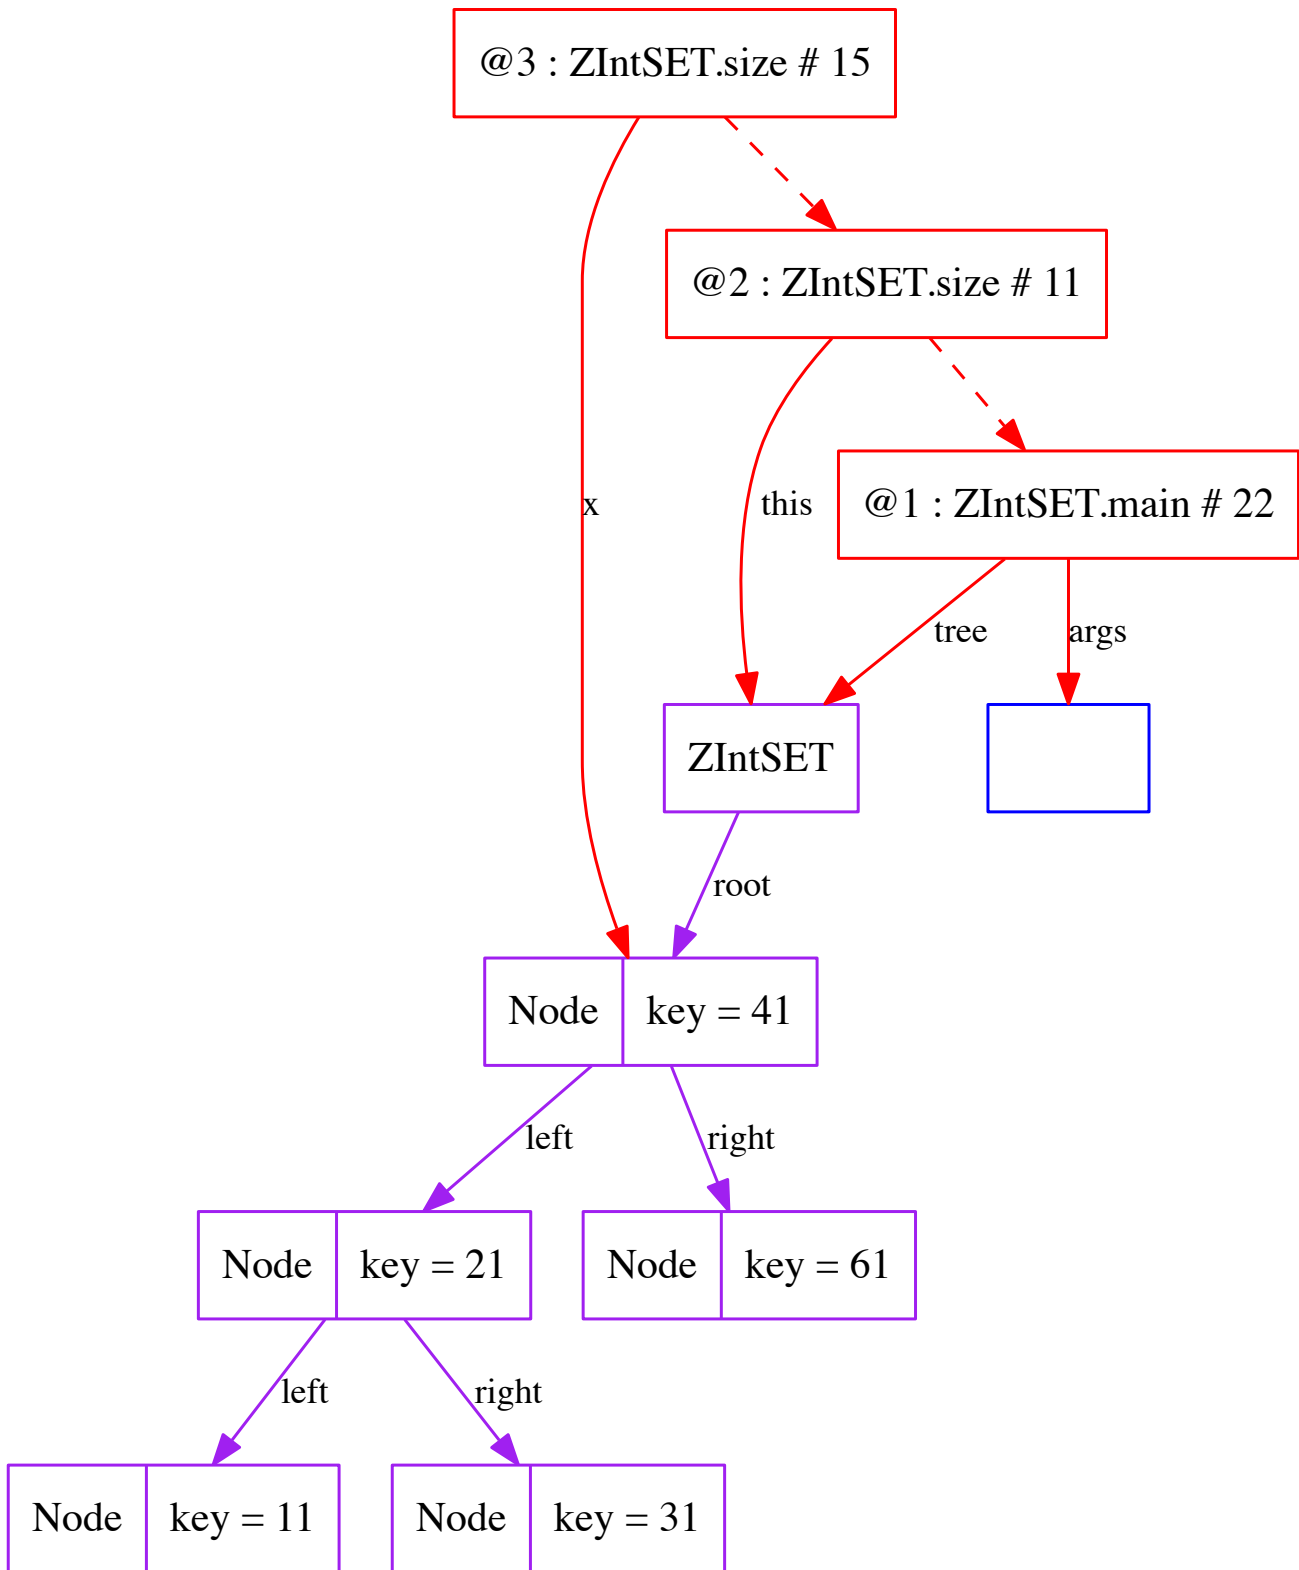 @3 : ZIntSET.size # 15
@2 : ZIntSET.size # 11
x
this
@1 : ZIntSET.main # 22
tree
args
ZIntSET
root
Node
key = 41
left
right
Node
key = 21
Node
key = 61
left
right
Node
key = 11
Node
key = 31